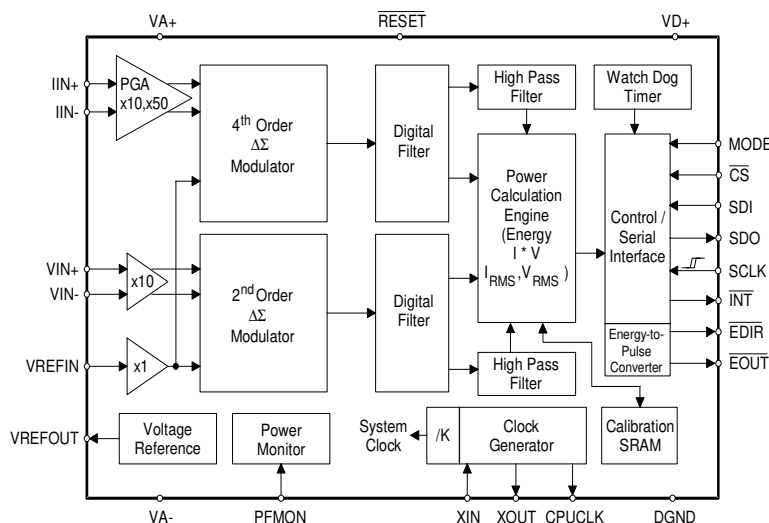 VA+
RESET
VD+
IIN+
IIN-
PGA
x10,x50
4th Order
ΔΣ
Modulator
Digital
Filter
High Pass
Filter
Watch Dog
Timer
Power
Calculation
Engine
(Energy
I * V
IRMS,VRMS )
Control /
Serial
Interface
MODE
CS
SDI
SDO
SCLK
INT
EDIR
EOUT
VIN+
VIN-
x10
2nd Order
ΔΣ
Modulator
Digital
Filter
Energy-to-
Pulse
Converter
VREFIN
x1
High Pass
Filter
VREFOUT
Voltage
Reference
Power
Monitor
System
Clock
/K
Clock
Generator
Calibration
SRAM
VA-
PFMON
XIN
XOUT
CPUCLK
DGND